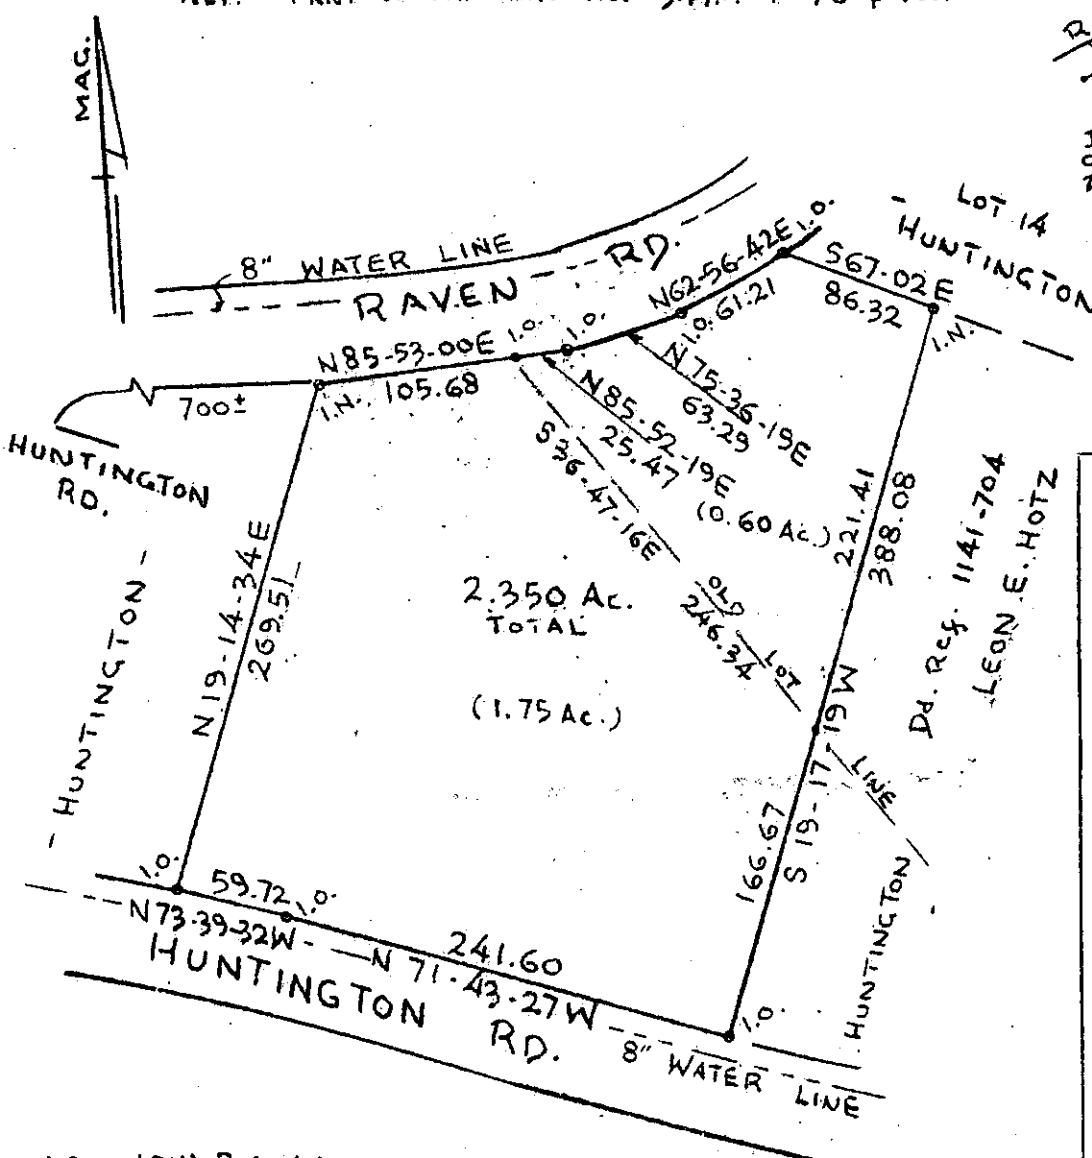 MAG.
LOT 14
- HUNTINGTON
8" WATER LINE
RAVEN RD.
N62-56-42E I.O.
I.O. 61.21
S67-02E
86.32
I.N.
N85-53-00E I.O. I.O.
I.N. 105.68
700±
HUNTINGTON
RD.
N 75-36-19E
63.29
N85-52-19E
25.47
(0.60 Ac.)
S36-47-16E
OLD LOT LINE
246.34
221.41
388.08
Dd. Ref. 1141-704
LEON E. HOTZ
N 19-14-34E
269.51
- HUNTINGTON -
2.350 Ac.
TOTAL
(1.75 Ac.)
166.67
S 19-17-19W
HUNTINGTON
I.O.
59.72 I.O.
N73-39-32W
241.60
N 71-43-27W
I.O.
HUNTINGTON RD.
8" WATER LINE